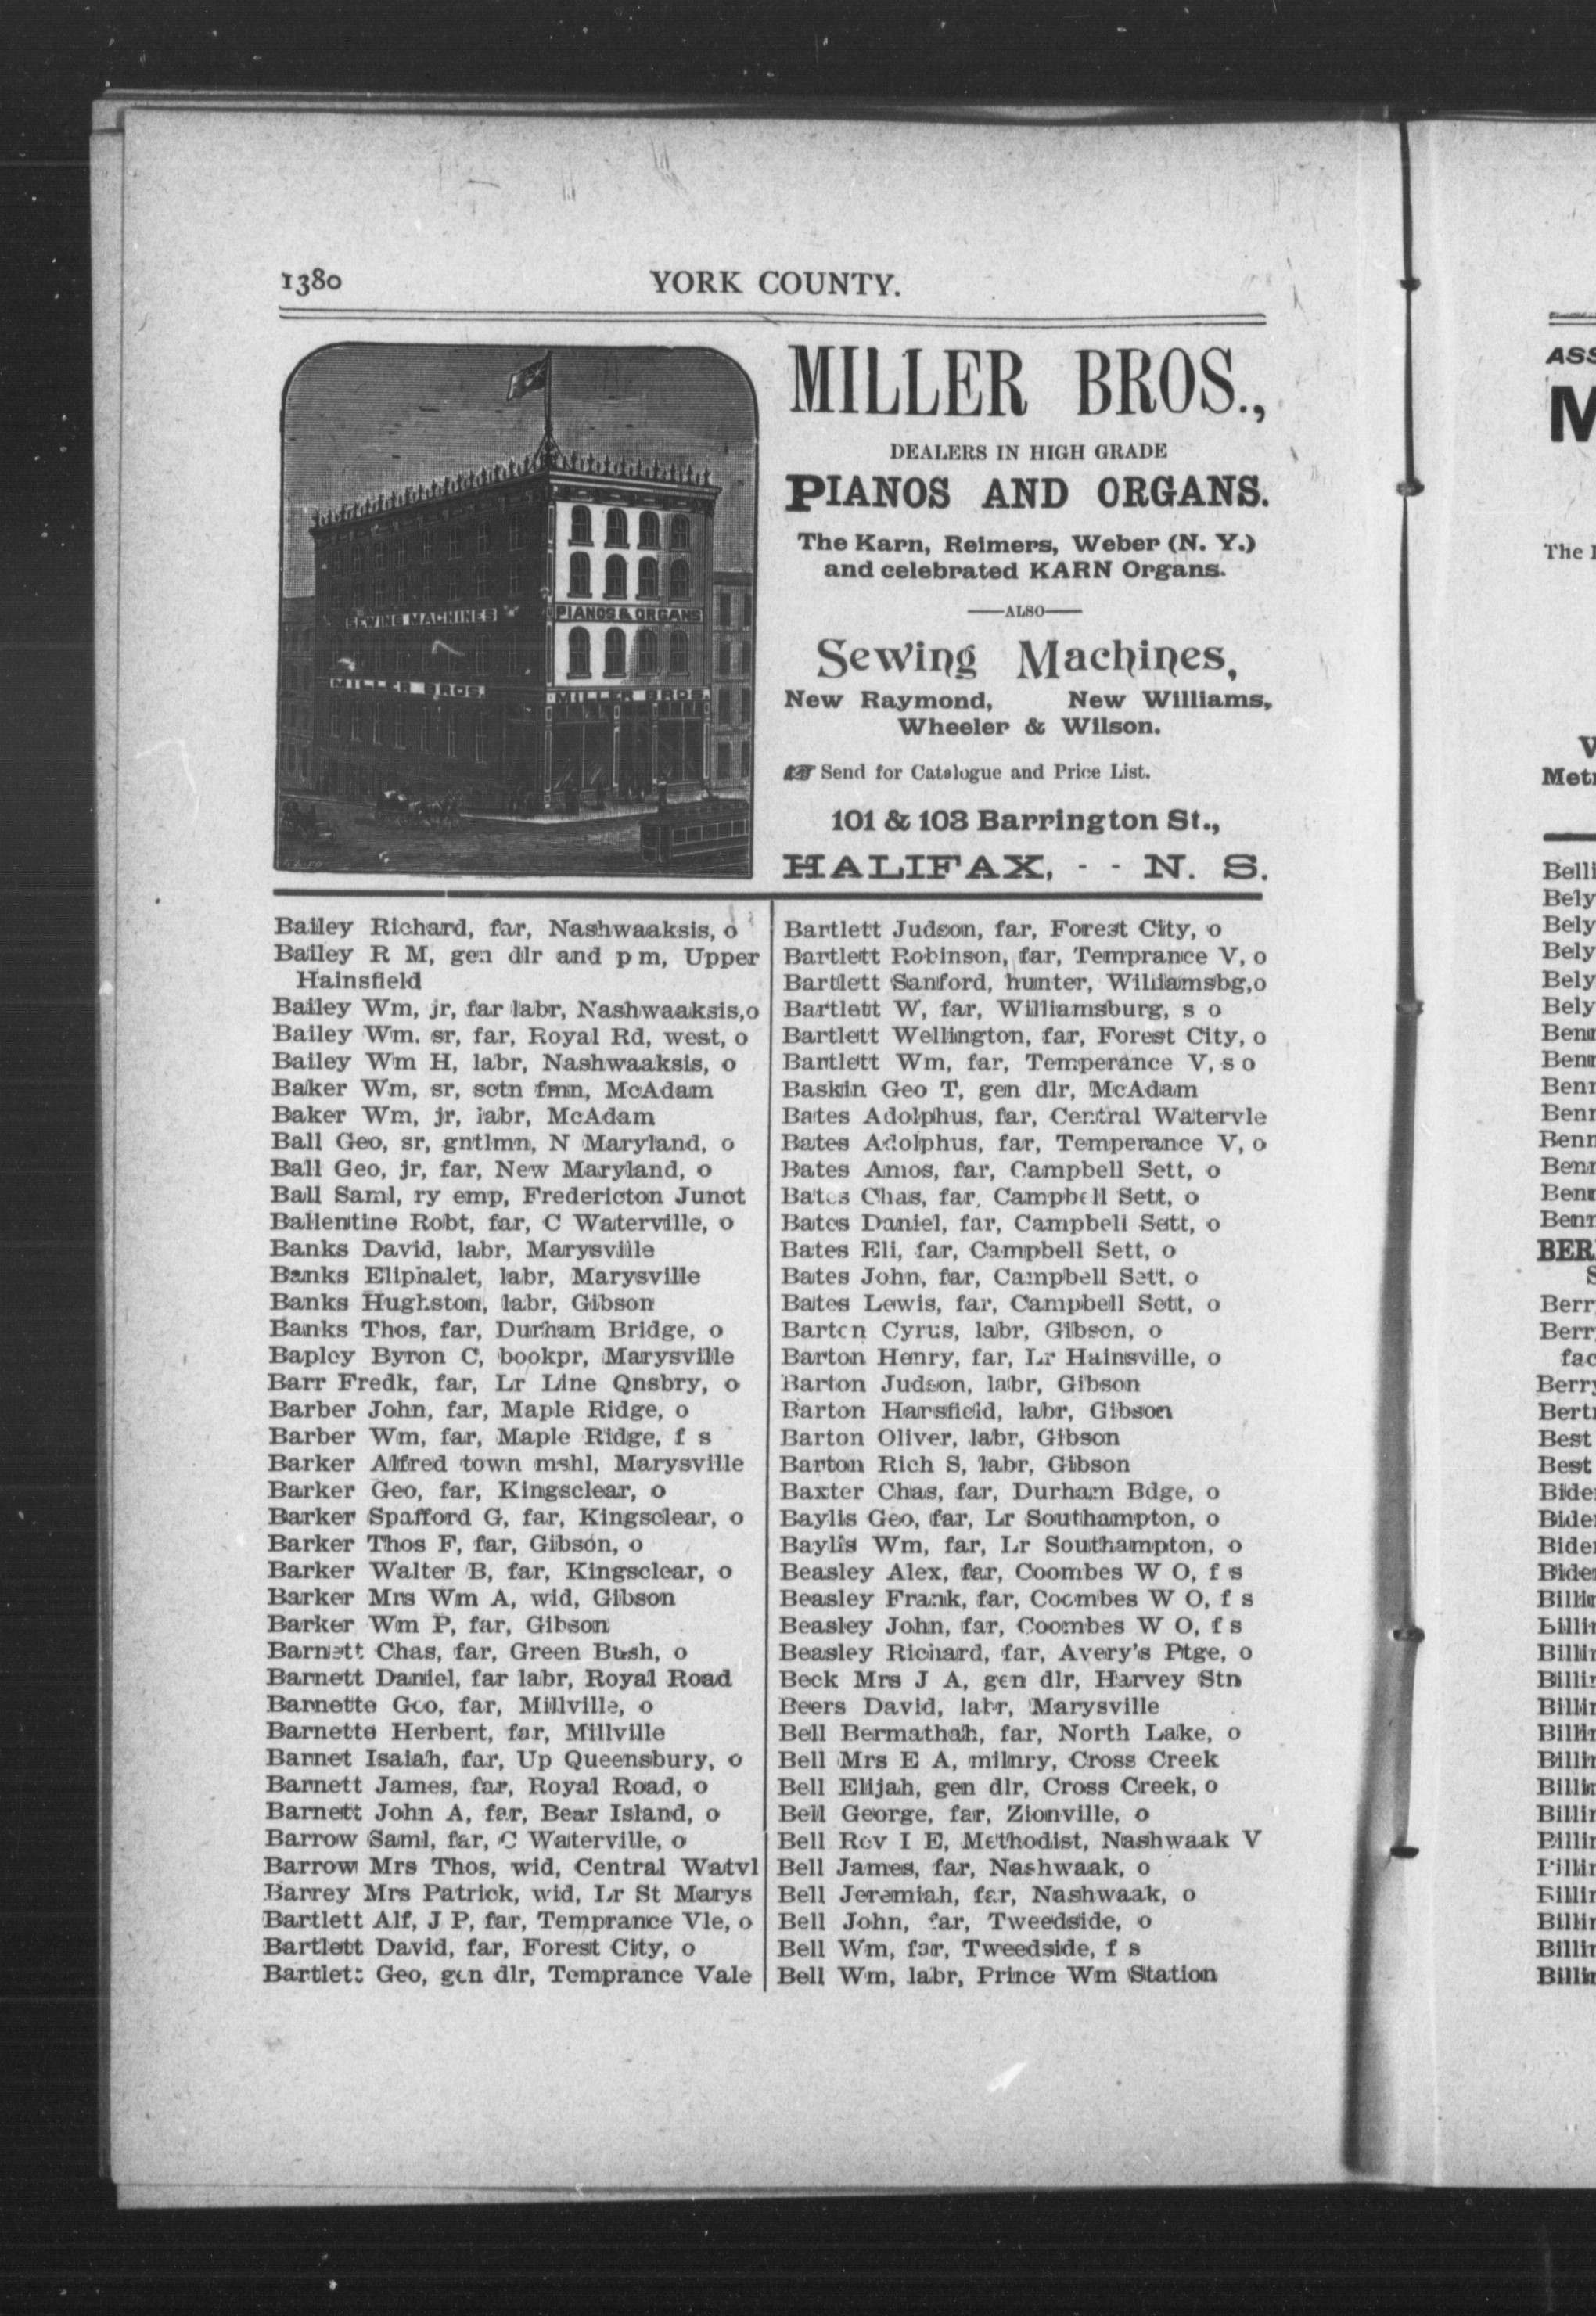 1380 YORK COUNTY.
SEWING MACHINES
PIANOS & ORGANS
MILLER BROS.
MILLER BROS.
MILLER BROS.,
DEALERS IN HIGH GRADE
PIANOS AND ORGANS.
The Karn, Reimers, Weber (N. Y.)
and celebrated KARN Organs.
—ALSO—
Sewing Machines,
New Raymond, New Williams,
Wheeler & Wilson.
☞ Send for Catalogue and Price List.
101 & 103 Barrington St.,
HALIFAX, - - N. S.
Bailey Richard, far, Nashwaaksis, o
Bailey R M, gen dlr and p m, Upper
Hainsfield
Bailey Wm, jr, far labr, Nashwaaksis,o
Bailey Wm. sr, far, Royal Rd, west, o
Bailey Wm H, labr, Nashwaaksis, o
Baker Wm, sr, sctn fmn, McAdam
Baker Wm, jr, labr, McAdam
Ball Geo, sr, gntlmn, N Maryland, o
Ball Geo, jr, far, New Maryland, o
Ball Saml, ry emp, Fredericton Junct
Ballentine Robt, far, C Waterville, o
Banks David, labr, Marysville
Banks Eliphalet, labr, Marysville
Banks Hughston, labr, Gibson
Banks Thos, far, Durham Bridge, o
Bapley Byron C, bookpr, Marysville
Barr Fredk, far, Lr Line Qnsbry, o
Barber John, far, Maple Ridge, o
Barber Wm, far, Maple Ridge, f s
Barker Alfred town mshl, Marysville
Barker Geo, far, Kingsclear, o
Barker Spafford G, far, Kingsclear, o
Barker Thos F, far, Gibson, o
Barker Walter B, far, Kingsclear, o
Barker Mrs Wm A, wid, Gibson
Barker Wm P, far, Gibson
Barnett Chas, far, Green Bush, o
Barnett Daniel, far labr, Royal Road
Barnette Geo, far, Millville, o
Barnette Herbert, far, Millville
Barnet Isaiah, far, Up Queensbury, o
Barnett James, far, Royal Road, o
Barnett John A, far, Bear Island, o
Barrow Saml, far, C Waterville, o
Barrow Mrs Thos, wid, Central Watvl
Barrey Mrs Patrick, wid, Lr St Marys
Bartlett Alf, J P, far, Temprance Vle, o
Bartlett David, far, Forest City, o
Bartlett Geo, gen dlr, Temprance Vale
Bartlett Judson, far, Forest City, o
Bartlett Robinson, far, Temprance V, o
Bartlett Sanford, hunter, Williamsbg,o
Bartlett W, far, Williamsburg, s o
Bartlett Wellington, far, Forest City, o
Bartlett Wm, far, Temperance V, s o
Baskin Geo T, gen dlr, McAdam
Bates Adolphus, far, Central Watervle
Bates Adolphus, far, Temperance V, o
Bates Amos, far, Campbell Sett, o
Bates Chas, far, Campbell Sett, o
Bates Daniel, far, Campbell Sett, o
Bates Eli, far, Campbell Sett, o
Bates John, far, Campbell Sett, o
Bates Lewis, far, Campbell Sett, o
Barton Cyrus, labr, Gibson, o
Barton Henry, far, Lr Hainsville, o
Barton Judson, labr, Gibson
Barton Harsfield, labr, Gibson
Barton Oliver, labr, Gibson
Barton Rich S, labr, Gibson
Baxter Chas, far, Durham Bdge, o
Baylis Geo, far, Lr Southampton, o
Baylis Wm, far, Lr Southampton, o
Beasley Alex, far, Coombes W O, f s
Beasley Frank, far, Coombes W O, f s
Beasley John, far, Coombes W O, f s
Beasley Richard, far, Avery's Ptge, o
Beck Mrs J A, gen dlr, Harvey Stn
Beers David, labr, Marysville
Bell Bermathah, far, North Lake, o
Bell Mrs E A, milnry, Cross Creek
Bell Elijah, gen dlr, Cross Creek, o
Bell George, far, Zionville, o
Bell Rev I E, Methodist, Nashwaak V
Bell James, far, Nashwaak, o
Bell Jeremiah, far, Nashwaak, o
Bell John, far, Tweedside, o
Bell Wm, far, Tweedside, f s
Bell Wm, labr, Prince Wm Station